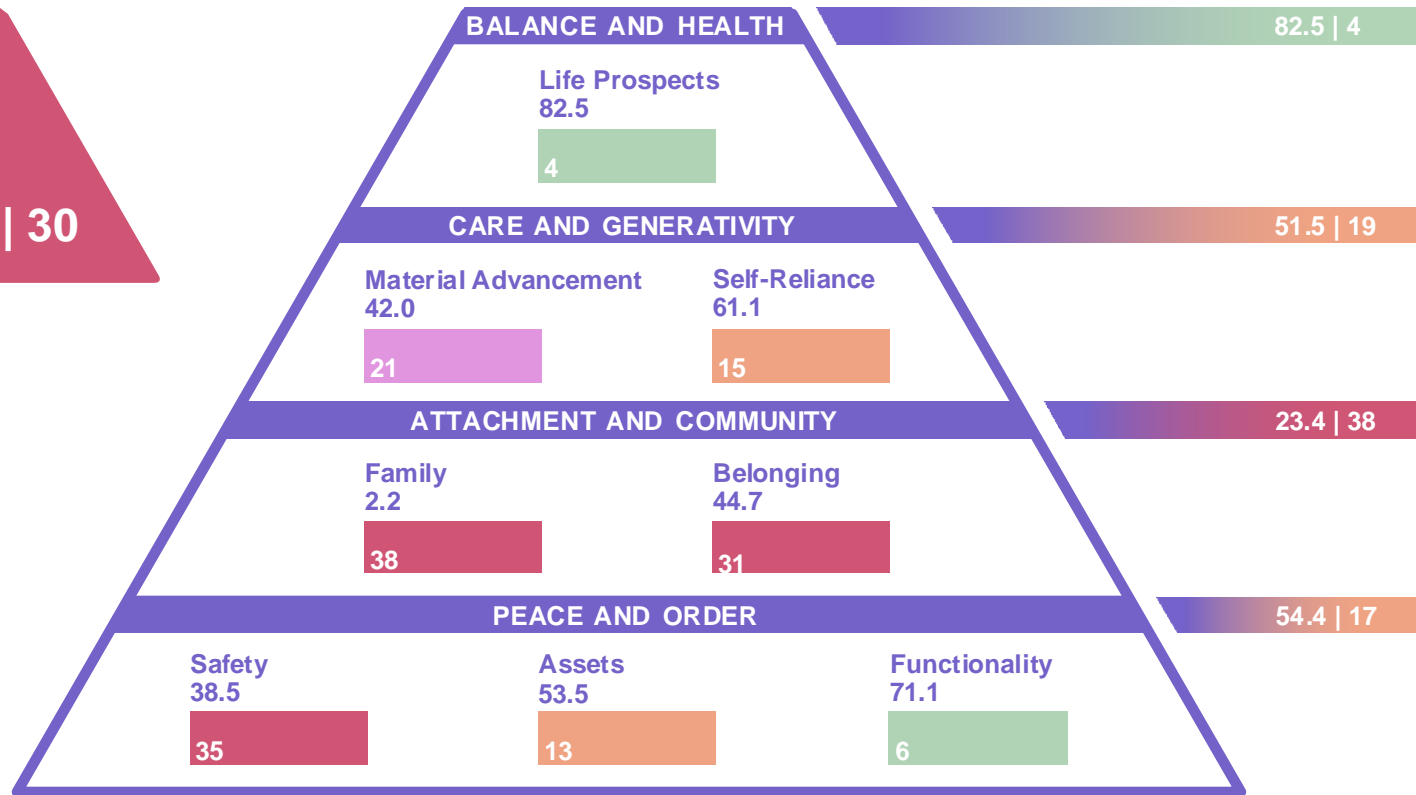 BALANCE AND HEALTH
82.5 | 4
Life Prospects
82.5
4
| 30
CARE AND GENERATIVITY
51.5 | 19
Material Advancement
42.0
21
Self-Reliance
61.1
15
ATTACHMENT AND COMMUNITY
23.4 | 38
Family
2.2
38
Belonging
44.7
31
PEACE AND ORDER
54.4 | 17
Safety
38.5
35
Assets
53.5
13
Functionality
71.1
6